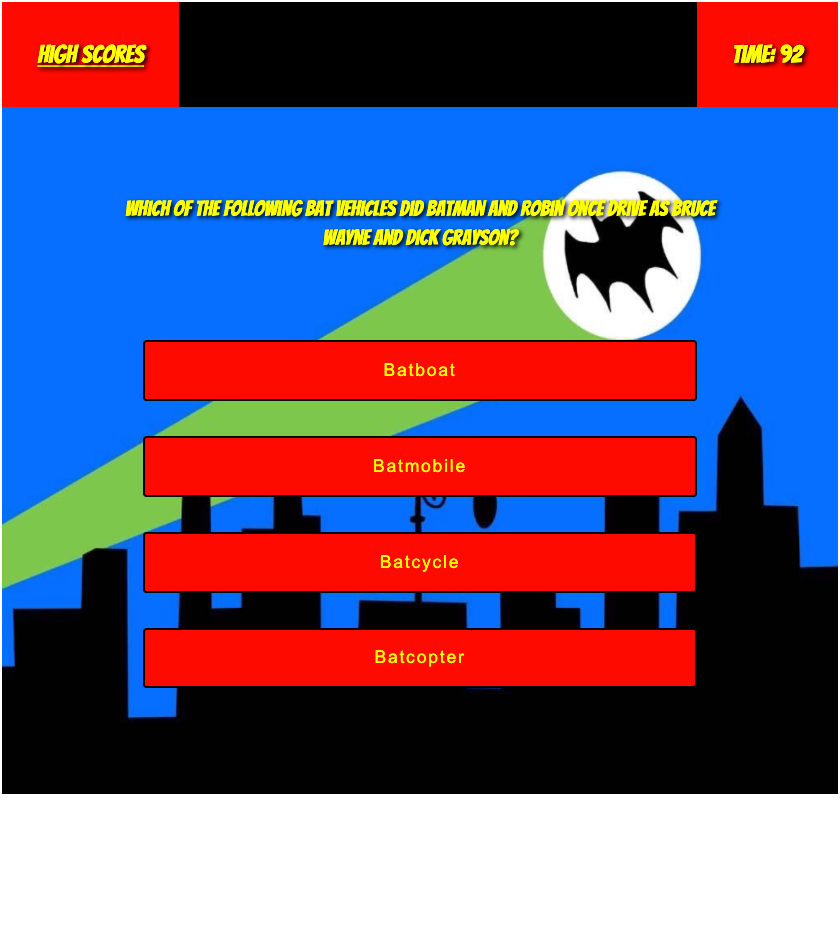 HIGH SCORES
TIME: 92
WHICH OF THE FOLLOWING BAT VEHICLES DID BATMAN AND ROBIN ONCE DRIVE AS BRUCE
WAYNE AND DICK GRAYSON?
Batboat
Batmobile
Batcycle
Batcopter